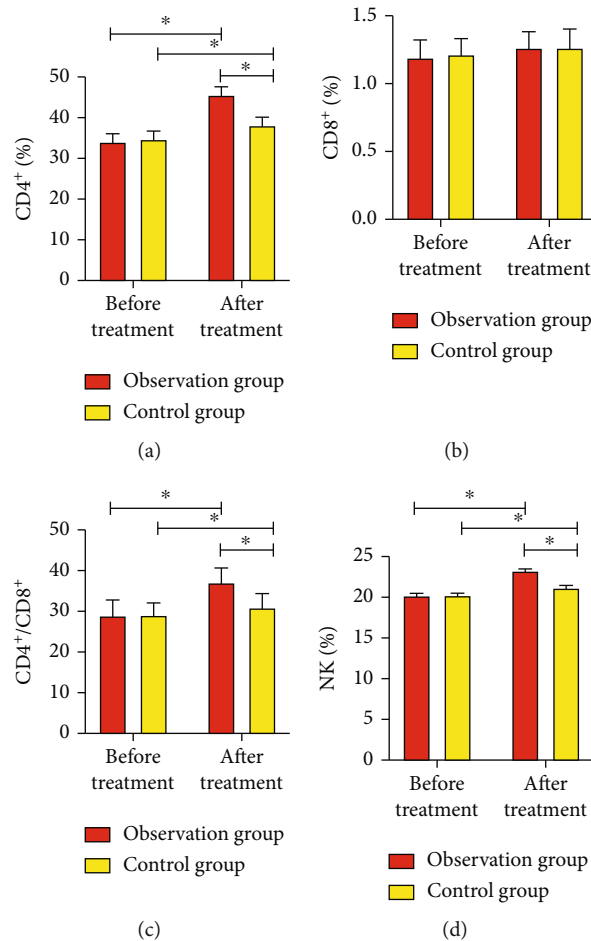 *
*
*
50
40
30
20
10
0
CD4+ (%)
Before
treatment
After
treatment
Observation group
Control group
(a)
1.5
1.0
0.5
0.0
CD8+ (%)
Before
treatment
After
treatment
Observation group
Control group
(b)
*
*
*
50
40
30
20
10
0
CD4+/CD8+
Before
treatment
After
treatment
Observation group
Control group
(c)
*
*
*
25
20
15
10
5
0
NK (%)
Before
treatment
After
treatment
Observation group
Control group
(d)